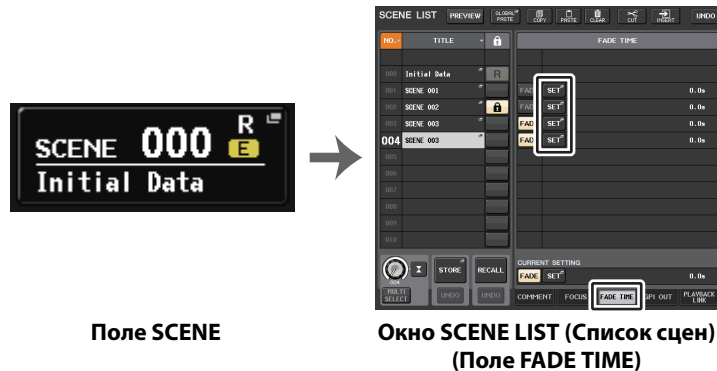 SCENE 000 R E
Initial Data
SCENE LIST PREVIEW GLOBAL PASTE COPY PASTE CLEAR CUT INSERT UNDO
NO. TITLE FADE TIME
000 Initial Data R
001 SCENE 001 FAD SET 0.0s
002 SCENE 002 FAD SET 0.0s
003 SCENE 003 FAD SET 0.0s
004 SCENE 003 FAD SET 0.0s
005
006
007
008
009
010
CURRENT SETTING
STORE RECALL FADE SET 0.0s
004
MULTI SELECT UNDO UNDO COMMENT FOCUS FADE TIME GPI OUT PLAYBACK LINK
Поле SCENE
Окно SCENE LIST (Список сцен)
(Поле FADE TIME)